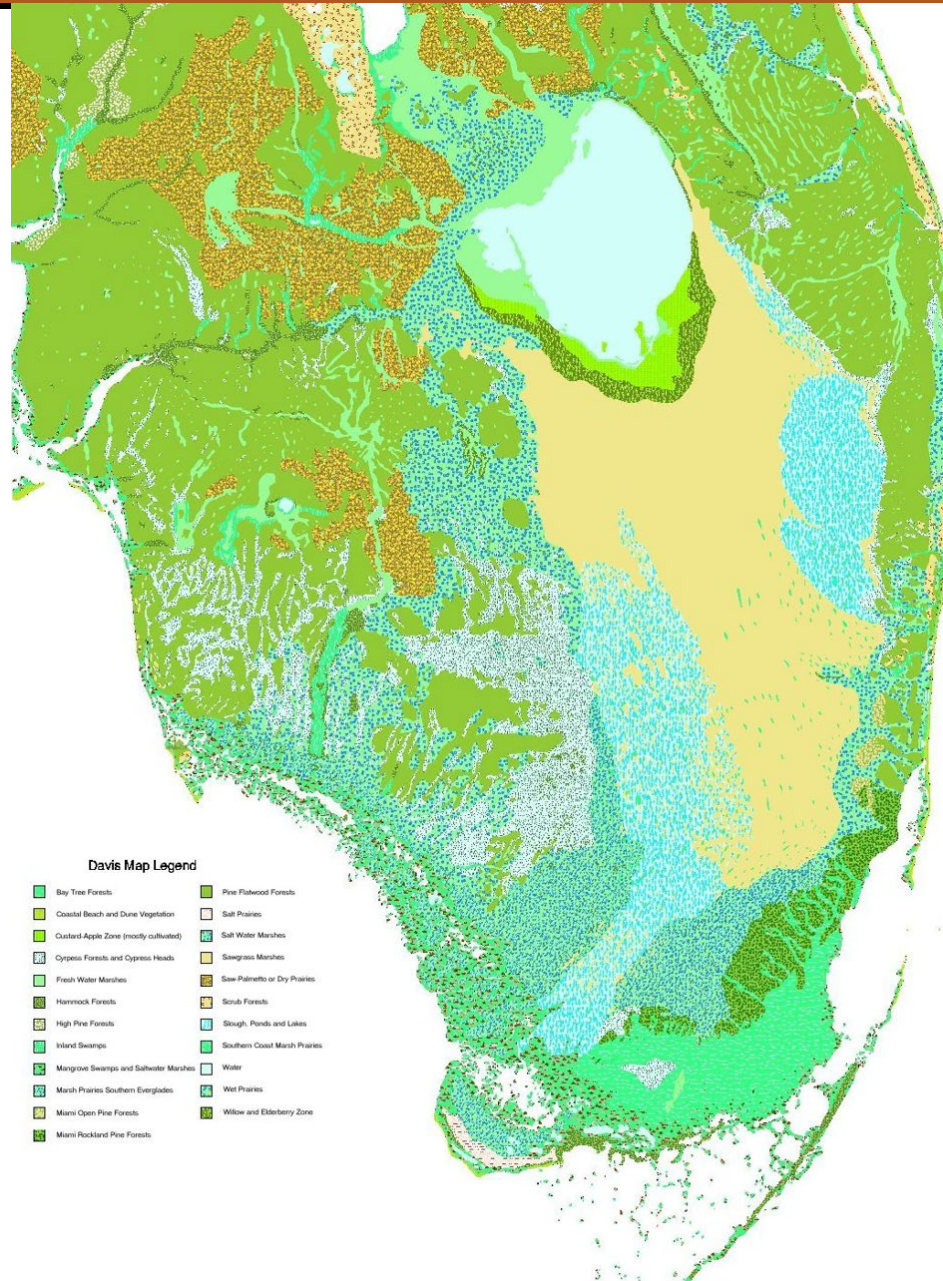 Davis Map Legend
Bay Tree Forests
Coastal Beach and Dune Vegetation
Custard-Apple Zone (mostly cultivated)
Cyrpess Forests and Cypress Heads
Fresh Water Marshes
Hammock Forests
High Pine Forests
Inland Swamps
Mangrove Swamps and Saltwater Marshes
Marsh Prairies Southern Everglades
Miami Open Pine Forests
Miami Rockland Pine Forests
Pine Flatwood Forests
Salt Prairies
Salt Water Marshes
Sawgrass Marshes
Saw-Palmetto or Dry Prairies
Scrub Forests
Slough, Ponds and Lakes
Southern Coast Marsh Prairies
Water
Wet Prairies
Willow and Elderberry Zone